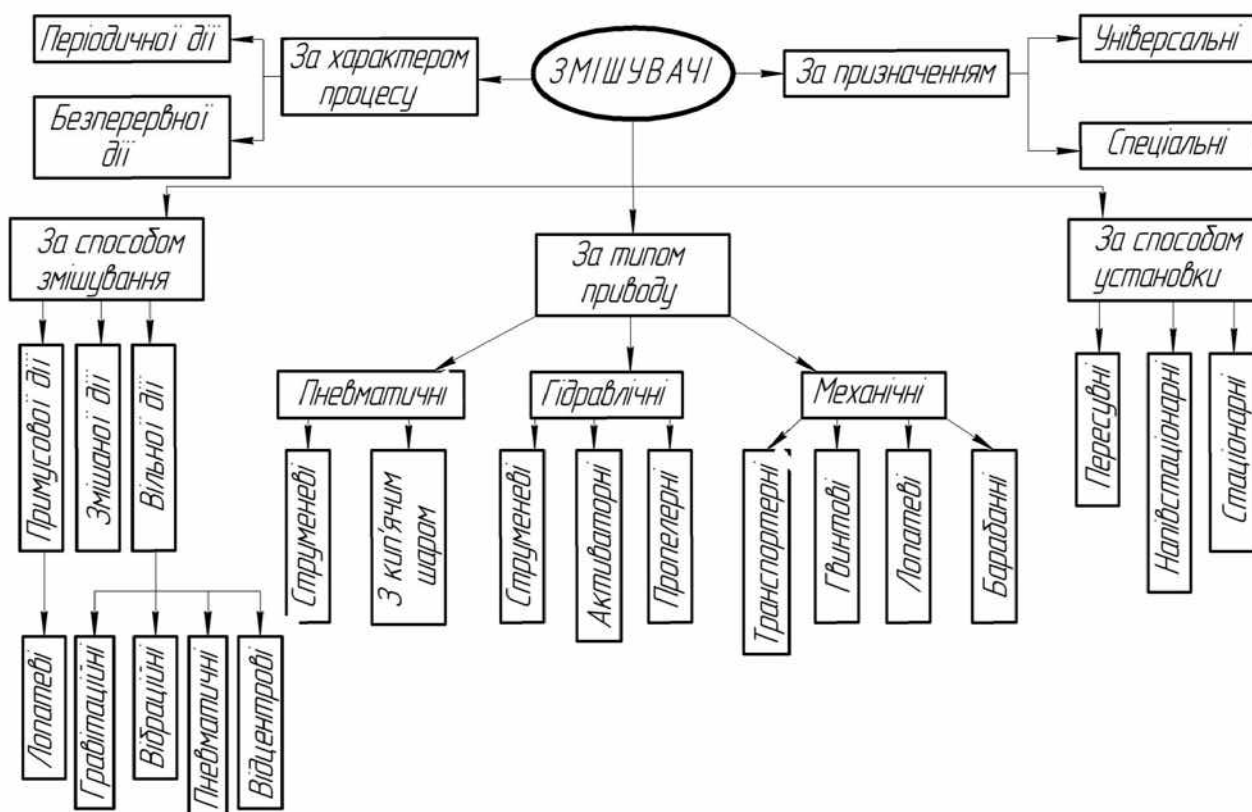 Періодичної дії
За характером
процесу
ЗМІШУВАЧІ
За призначенням
Універсальні
Безперервної
дії
Спеціальні
За способом
змішування
За типом
приводу
За способом
установки
Примусової дії
Змішаної дії
Вільної дії
Пневматичні
Гідравлічні
Механічні
Пересувні
Напівстаціонарні
Стаціонарні
Струменеві
З кип'ячим
шаром
Струменеві
Активаторні
Пропелерні
Транспортерні
Гвинтові
Лопатеві
Барабанні
Лопатеві
Гравітаційні
Вібраційні
Пневматичні
Відцентрові